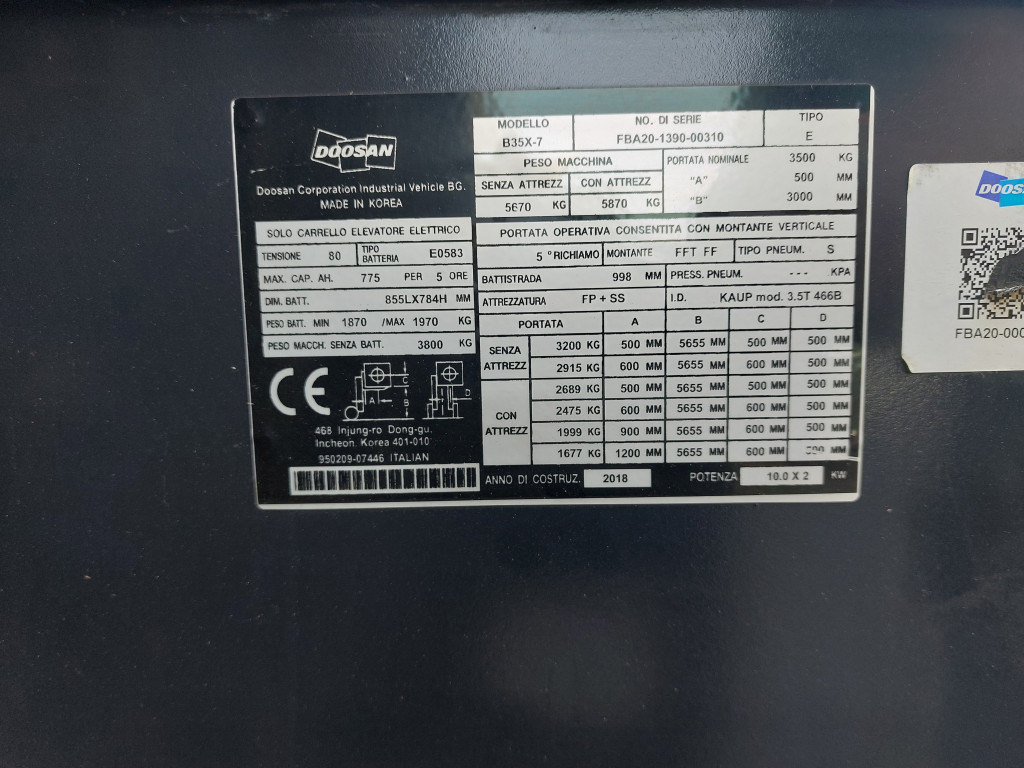 DOOSAN
Doosan Corporation Industrial Vehicle BG.
MADE IN KOREA
SOLO CARRELLO ELEVATORE ELETTRICO
TENSIONE 80 TIPO BATTERIA E0583
MAX. CAP. AH. 775 PER 5 ORE
DIM. BATT. 855LX784H MM
PESO BATT. MIN 1870 /MAX 1970 KG
PESO MACCH. SENZA BATT. 3800 KG
CE
A B C D
468 Injung-ro Dong-gu,
Incheon, Korea 401-010
950209-07446 ITALIAN
MODELLO NO. DI SERIE TIPO
B35X-7 FBA20-1390-00310 E
PESO MACCHINA PORTATA NOMINALE 3500 KG
SENZA ATTREZZ CON ATTREZZ "A" 500 MM
5670 KG 5870 KG "B" 3000 MM
PORTATA OPERATIVA CONSENTITA CON MONTANTE VERTICALE
5 °RICHIAMO MONTANTE FFT FF TIPO PNEUM. S
BATTISTRADA 998 MM PRESS. PNEUM. --- KPA
ATTREZZATURA FP + SS I.D. KAUP mod. 3.5T 466B
PORTATA A B C D
SENZA ATTREZZ 3200 KG 500 MM 5655 MM 500 MM 500 MM
2915 KG 600 MM 5655 MM 600 MM 500 MM
CON ATTREZZ 2689 KG 500 MM 5655 MM 500 MM 500 MM
2475 KG 600 MM 5655 MM 600 MM 500 MM
1999 KG 900 MM 5655 MM 600 MM 500 MM
1677 KG 1200 MM 5655 MM 600 MM MM
ANNO DI COSTRUZ. 2018 POTENZA 10.0 X 2 KW
FBA20-000